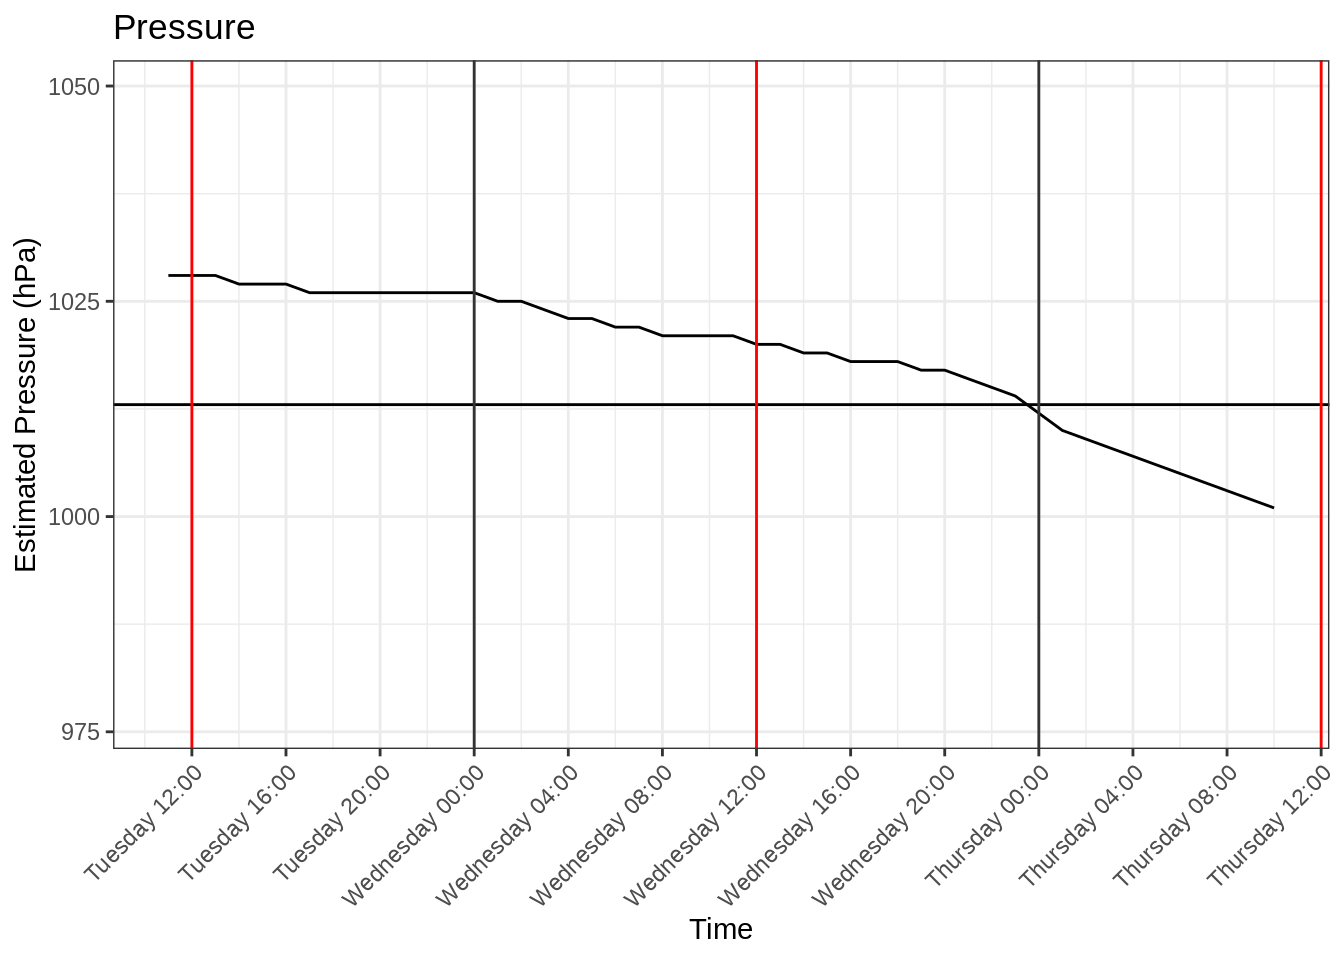 Pressure
Estimated Pressure (hPa)
1050
1025
1000
975
Tuesday 12:00
Tuesday 16:00
Tuesday 20:00
Wednesday 00:00
Wednesday 04:00
Wednesday 08:00
Wednesday 12:00
Wednesday 16:00
Wednesday 20:00
Thursday 00:00
Thursday 04:00
Thursday 08:00
Thursday 12:00
Time